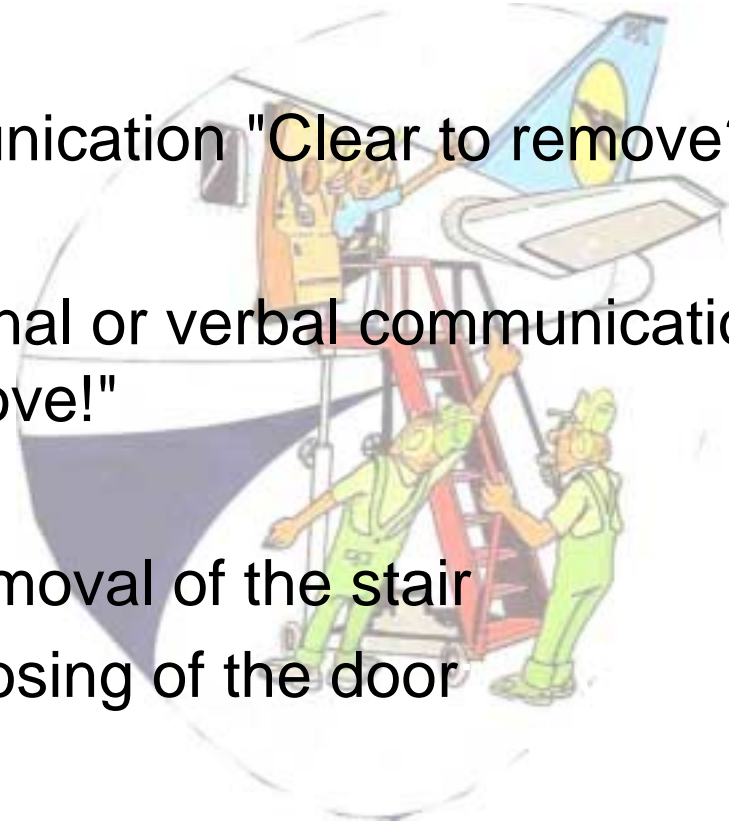 unication "Clear to remove?
nal or verbal communicatio
ove!"
moval of the stair
osing of the door